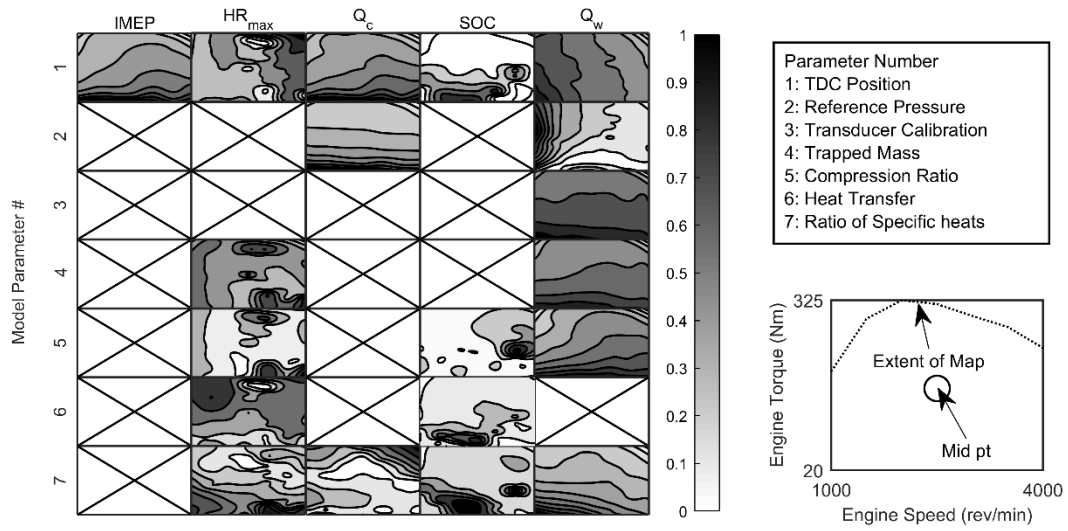 IMEP HR_max Q_c SOC Q_w
Model Parameter #
1
2
3
4
5
6
7
1
0.9
0.8
0.7
0.6
0.5
0.4
0.3
0.2
0.1
0
Parameter Number
1: TDC Position
2: Reference Pressure
3: Transducer Calibration
4: Trapped Mass
5: Compression Ratio
6: Heat Transfer
7: Ratio of Specific heats
325
Engine Torque (Nm)
Extent of Map
Mid pt
20
1000 4000
Engine Speed (rev/min)